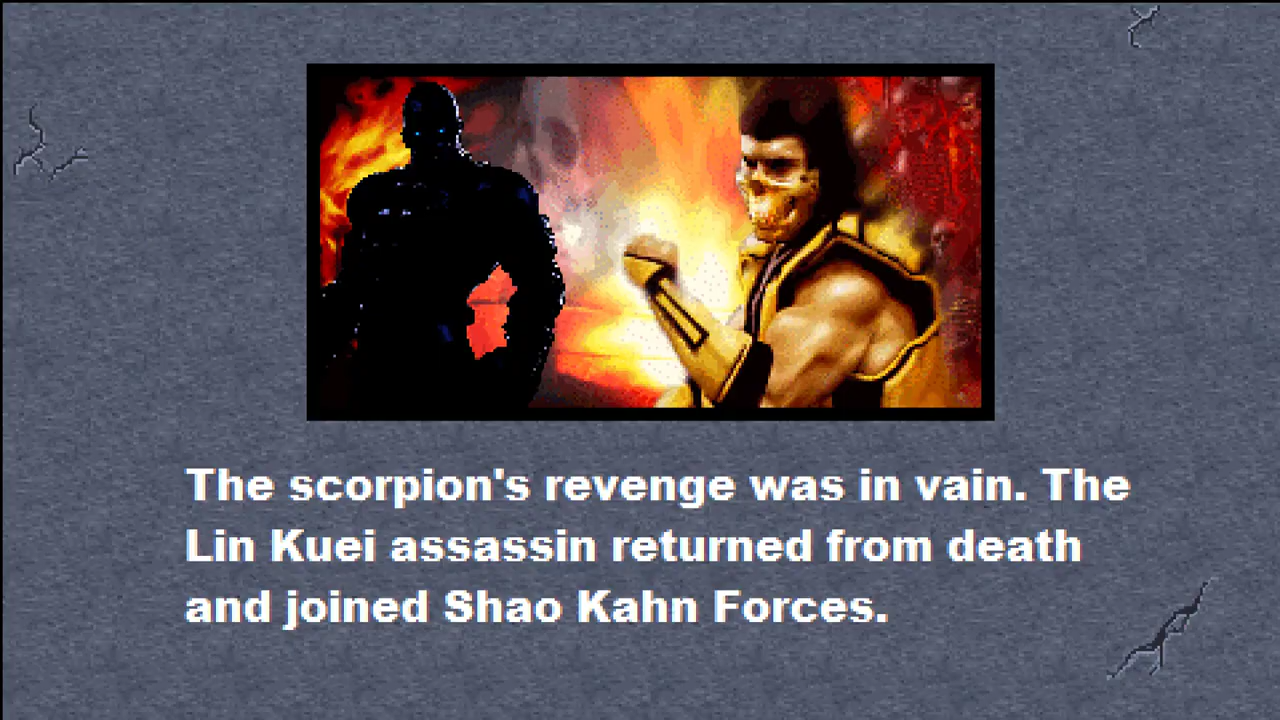 The scorpion's revenge was in vain. The
Lin Kuei assassin returned from death
and joined Shao Kahn Forces.